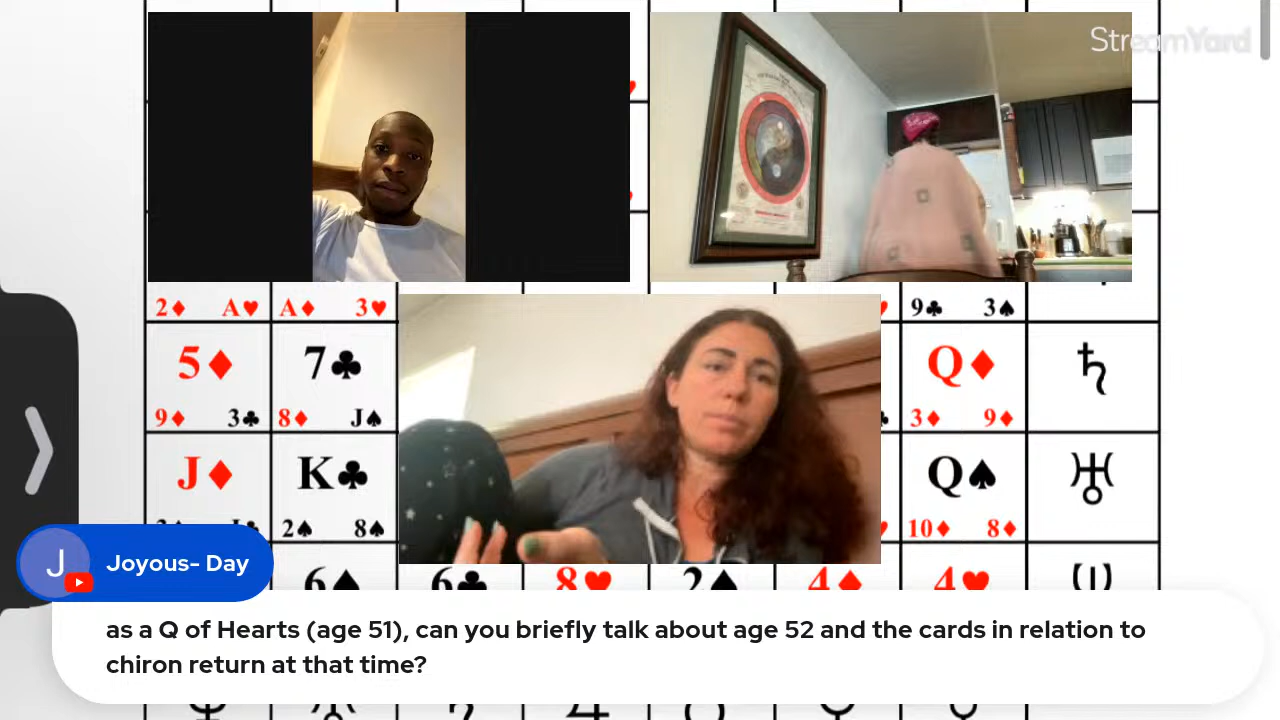 StreamYard
2♦ A♥ A♦ 3♥ 9♣ 3♠
5♦ 7♣ Q♦ ♄
9♦ 3♣ 8♦ J♠ 3♦ 9♦
J♦ K♣ Q♠ ♅
2♠ 8♠ 10♦ 8♦
J Joyous- Day
6♠ 6♣ 8♥ 2♠ 4♦ 4♥
as a Q of Hearts (age 51), can you briefly talk about age 52 and the cards in relation to
chiron return at that time?